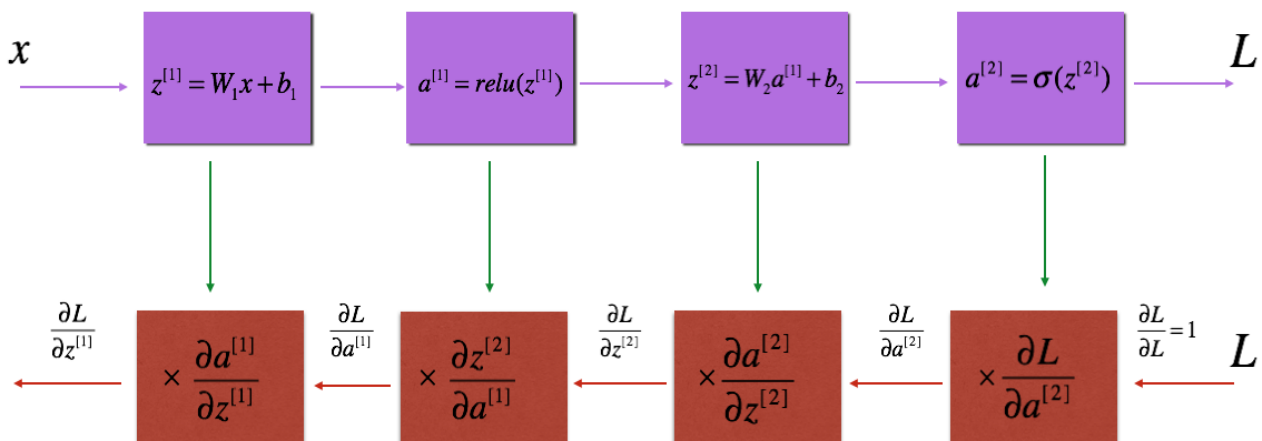 x
z^{[1]} = W_1x + b_1
a^{[1]} = relu(z^{[1]})
z^{[2]} = W_2a^{[1]} + b_2
a^{[2]} = σ(z^{[2]})
L
∂L/∂z^{[1]}
× ∂a^{[1]}/∂z^{[1]}
∂L/∂a^{[1]}
× ∂z^{[2]}/∂a^{[1]}
∂L/∂z^{[2]}
× ∂a^{[2]}/∂z^{[2]}
∂L/∂a^{[2]}
× ∂L/∂a^{[2]}
∂L/∂L = 1
L